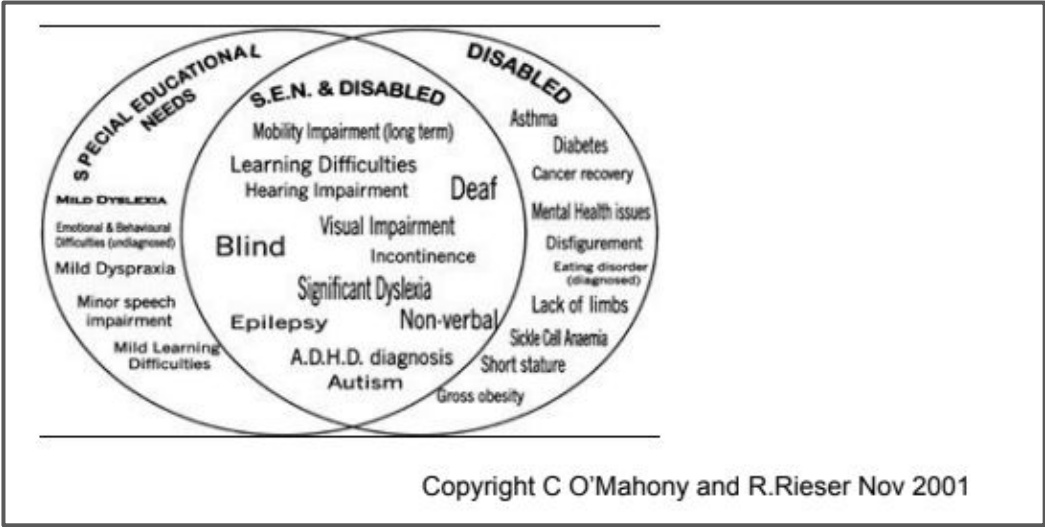 SPECIAL EDUCATIONAL
NEEDS
MILD DYSLEXIA
Emotional & Behavioural
Difficulties (undiagnosed)
Mild Dyspraxia
Minor speech
impairment
Mild Learning
Difficulties
S.E.N. & DISABLED
Mobility Impairment (long term)
Learning Difficulties
Hearing Impairment
Deaf
Visual Impairment
Blind
Incontinence
Significant Dyslexia
Epilepsy
Non-verbal
A.D.H.D. diagnosis
Autism
DISABLED
Asthma
Diabetes
Cancer recovery
Mental Health issues
Disfigurement
Eating disorder
(diagnosed)
Lack of limbs
Sickle Cell Anaemia
Short stature
Gross obesity
Copyright C O'Mahony and R.Rieser Nov 2001